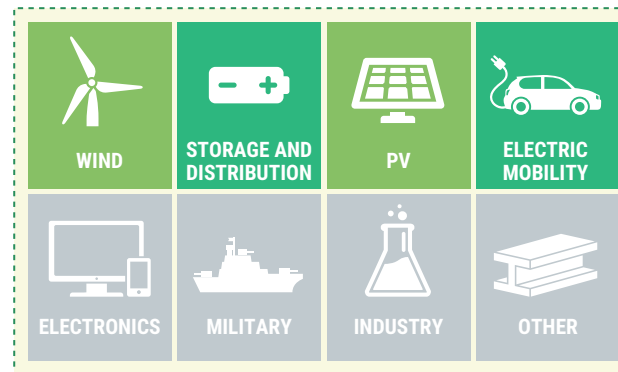 WIND
STORAGE AND
DISTRIBUTION
PV
ELECTRIC
MOBILITY
ELECTRONICS
MILITARY
INDUSTRY
OTHER